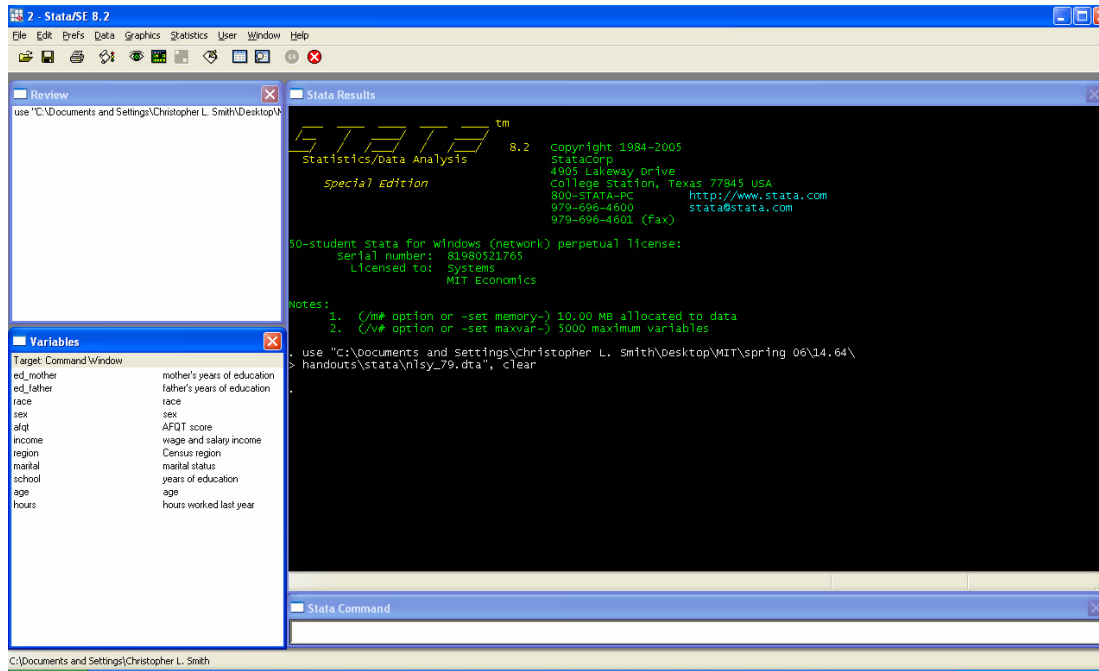 2 - Stata/SE 8.2
File Edit Prefs Data Graphics Statistics User Window Help
Review
use "C:\Documents and Settings\Christopher L. Smith\Desktop\M
Variables
Target: Command Window
ed_mother mother's years of education
ed_father father's years of education
race race
sex sex
afqt AFQT score
income wage and salary income
region Census region
marital marital status
school years of education
age age
hours hours worked last year
Stata Results
STATA tm
8.2 Copyright 1984-2005
Statistics/Data Analysis StataCorp
4905 Lakeway Drive
Special Edition College Station, Texas 77845 USA
800-STATA-PC http://www.stata.com
979-696-4600 stata@stata.com
979-696-4601 (fax)
50-student Stata for Windows (network) perpetual license:
Serial number: 81980521765
Licensed to: Systems
MIT Economics
Notes:
1. (/m# option or -set memory-) 10.00 MB allocated to data
2. (/v# option or -set maxvar-) 5000 maximum variables
. use "C:\Documents and Settings\Christopher L. Smith\Desktop\MIT\spring 06\14.64\
> handouts\stata\nlsy_79.dta", clear
.
Stata Command
C:\Documents and Settings\Christopher L. Smith